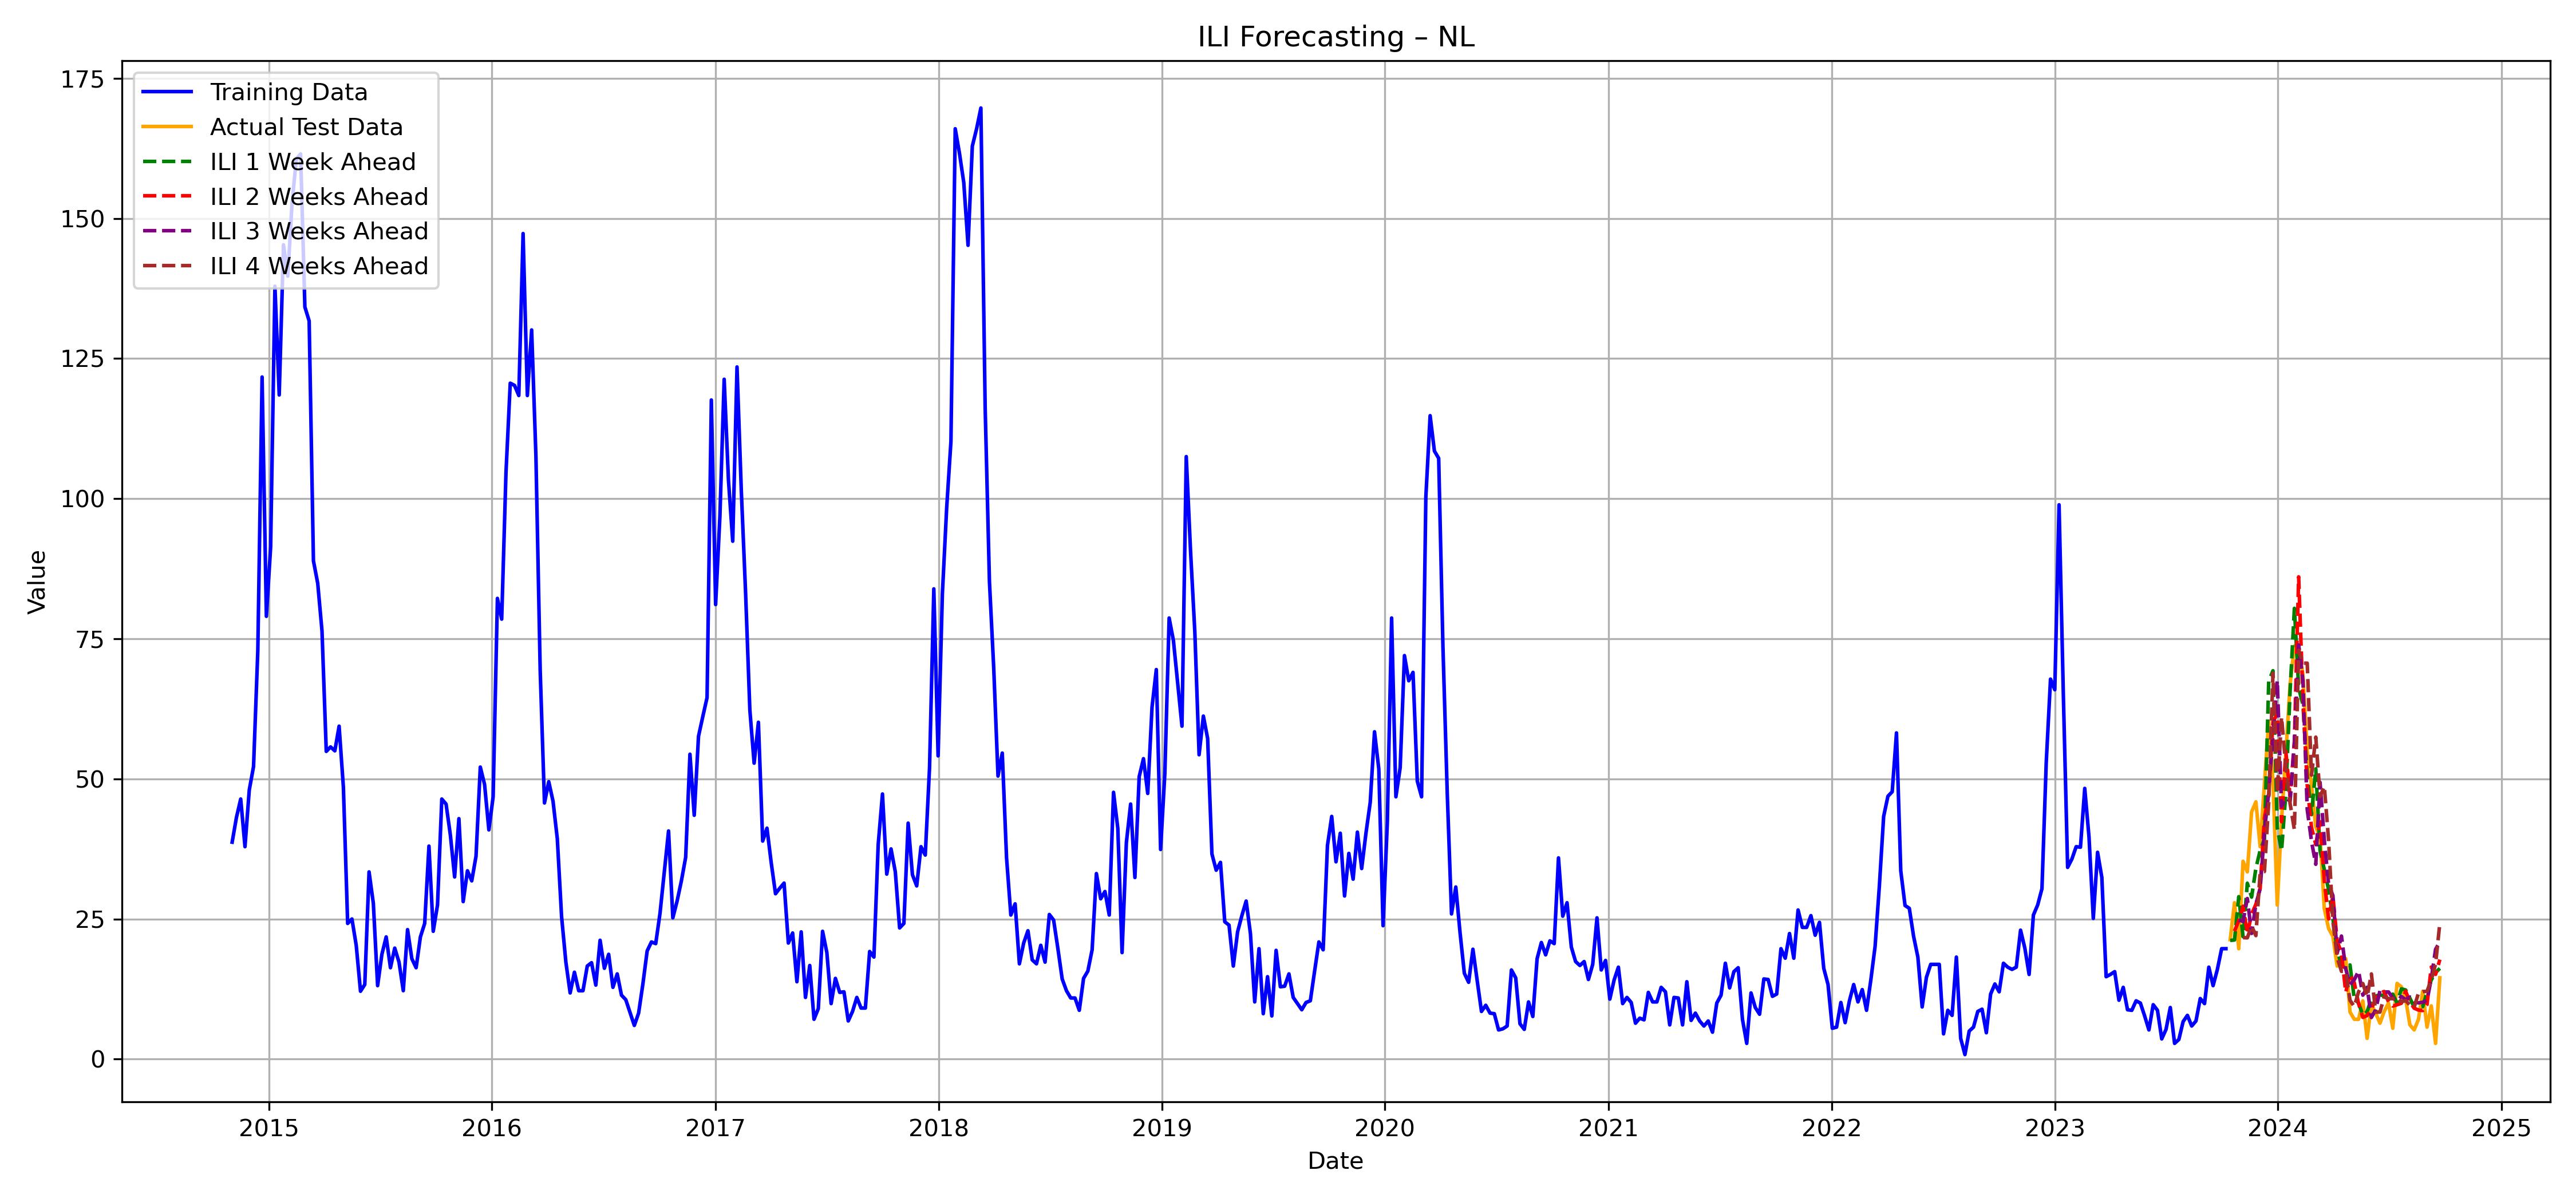 ILI Forecasting – NL
Training Data
Actual Test Data
ILI 1 Week Ahead
ILI 2 Weeks Ahead
ILI 3 Weeks Ahead
ILI 4 Weeks Ahead
175
150
125
100
75
50
25
0
Value
2015 2016 2017 2018 2019 2020 2021 2022 2023 2024 2025
Date